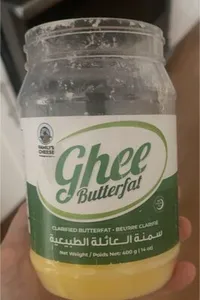 Ghee
Butterfat
CLARIFIED BUTTERFAT - BEURRE CLARIFIÉ
سمنة العائلة الطبيعية
net Weight / Poids Net: 400 g (14 oz)